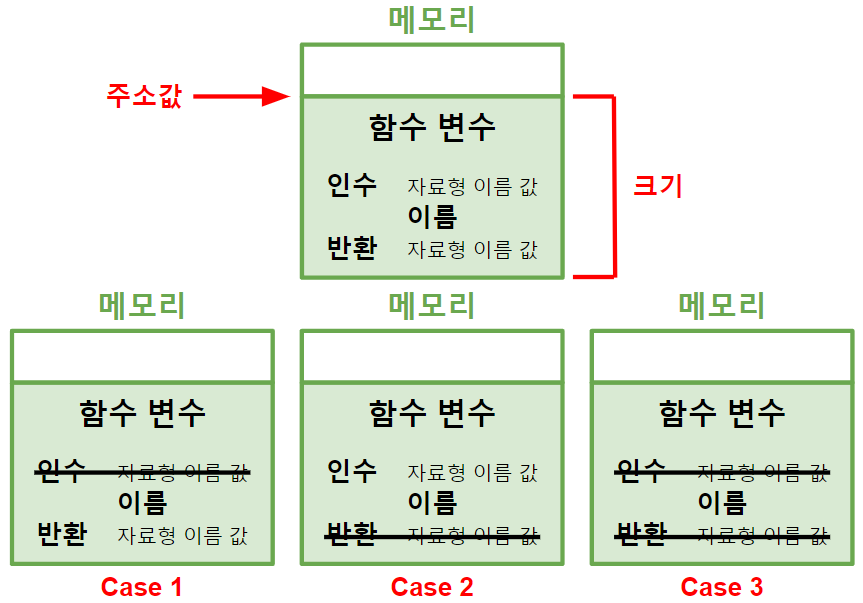 메모리
주소값
함수 변수
인수 자료형 이름 값
이름
반환 자료형 이름 값
크기
메모리
함수 변수
인수 자료형 이름 값
이름
반환 자료형 이름 값
Case 1
메모리
함수 변수
인수 자료형 이름 값
이름
반환 자료형 이름 값
Case 2
메모리
함수 변수
인수 자료형 이름 값
이름
반환 자료형 이름 값
Case 3